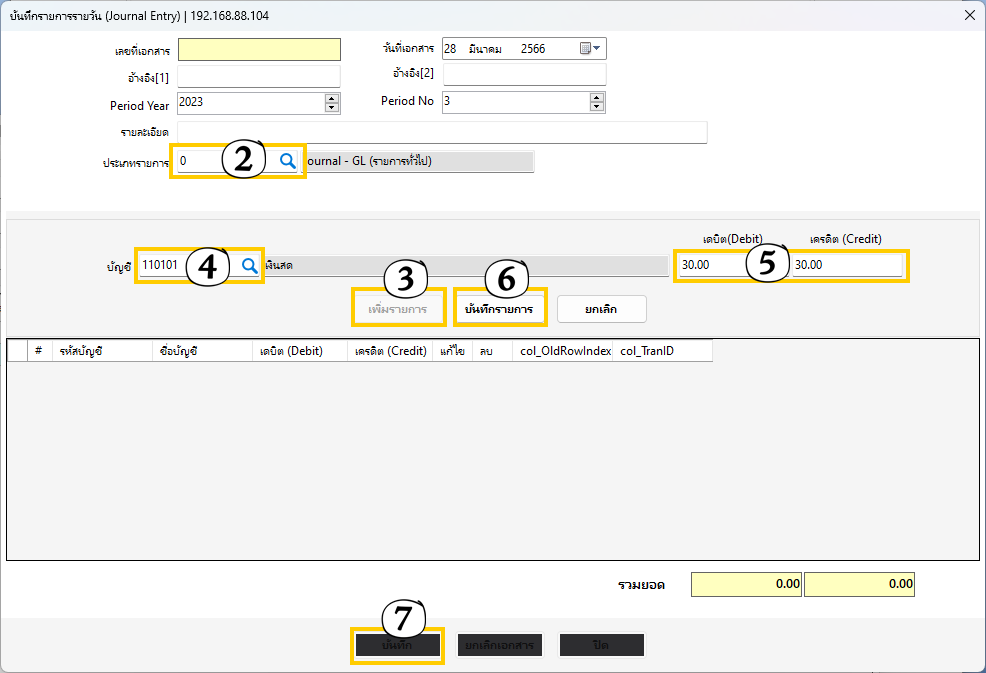 บันทึกรายการรายวัน (Journal Entry) | 192.168.88.104
เลขที่เอกสาร
วันที่เอกสาร 28 มีนาคม 2566
อ้างอิง[1]
อ้างอิง[2]
Period Year 2023
Period No 3
รายละเอียด
ประเภทรายการ 0 2 ournal - GL (รายการทั่วไป)
เดบิต(Debit) เครดิต (Credit)
บัญชี 110101 4 เงินสด 30.00 5 30.00
3 6
เพิ่มรายการ บันทึกรายการ ยกเลิก
# รหัสบัญชี ชื่อบัญชี เดบิต (Debit) เครดิต (Credit) แก้ไข ลบ col_OldRowIndex col_TranID
รวมยอด 0.00 0.00
7
บันทึก ยกเลิกเอกสาร ปิด